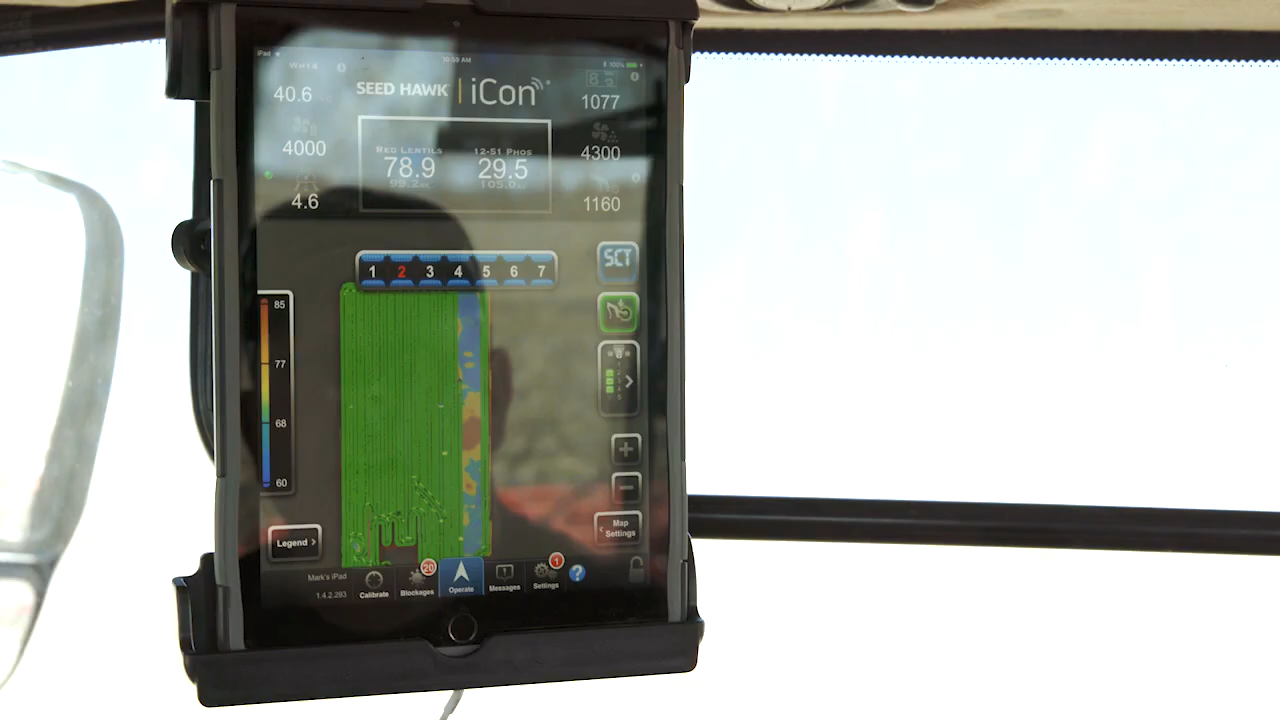 iPad
10:59 AM
100%
WH14
SEED HAWK | iCon
40.6
1077
RED LENTILS
12-51 PHOS
4000
78.9
29.5
4300
99.2
105.0
4.6
1160
1 2 3 4 5 6 7
SCT
85
77
68
60
Map
Settings
Legend >
Mark's iPad
1.4.2.293
20
1
Calibrate
Blockages
Operate
Messages
Settings
?